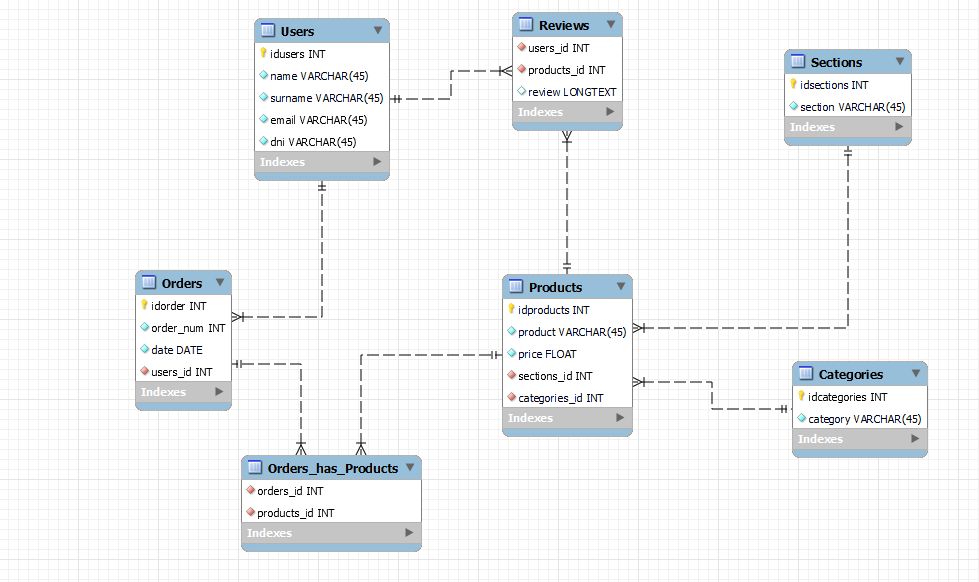 Users
idusers INT
name VARCHAR(45)
surname VARCHAR(45)
email VARCHAR(45)
dni VARCHAR(45)
Indexes
Reviews
users_id INT
products_id INT
review LONGTEXT
Indexes
Sections
idsections INT
section VARCHAR(45)
Indexes
Orders
idorder INT
order_num INT
date DATE
users_id INT
Indexes
Products
idproducts INT
product VARCHAR(45)
price FLOAT
sections_id INT
categories_id INT
Indexes
Categories
idcategories INT
category VARCHAR(45)
Indexes
Orders_has_Products
orders_id INT
products_id INT
Indexes